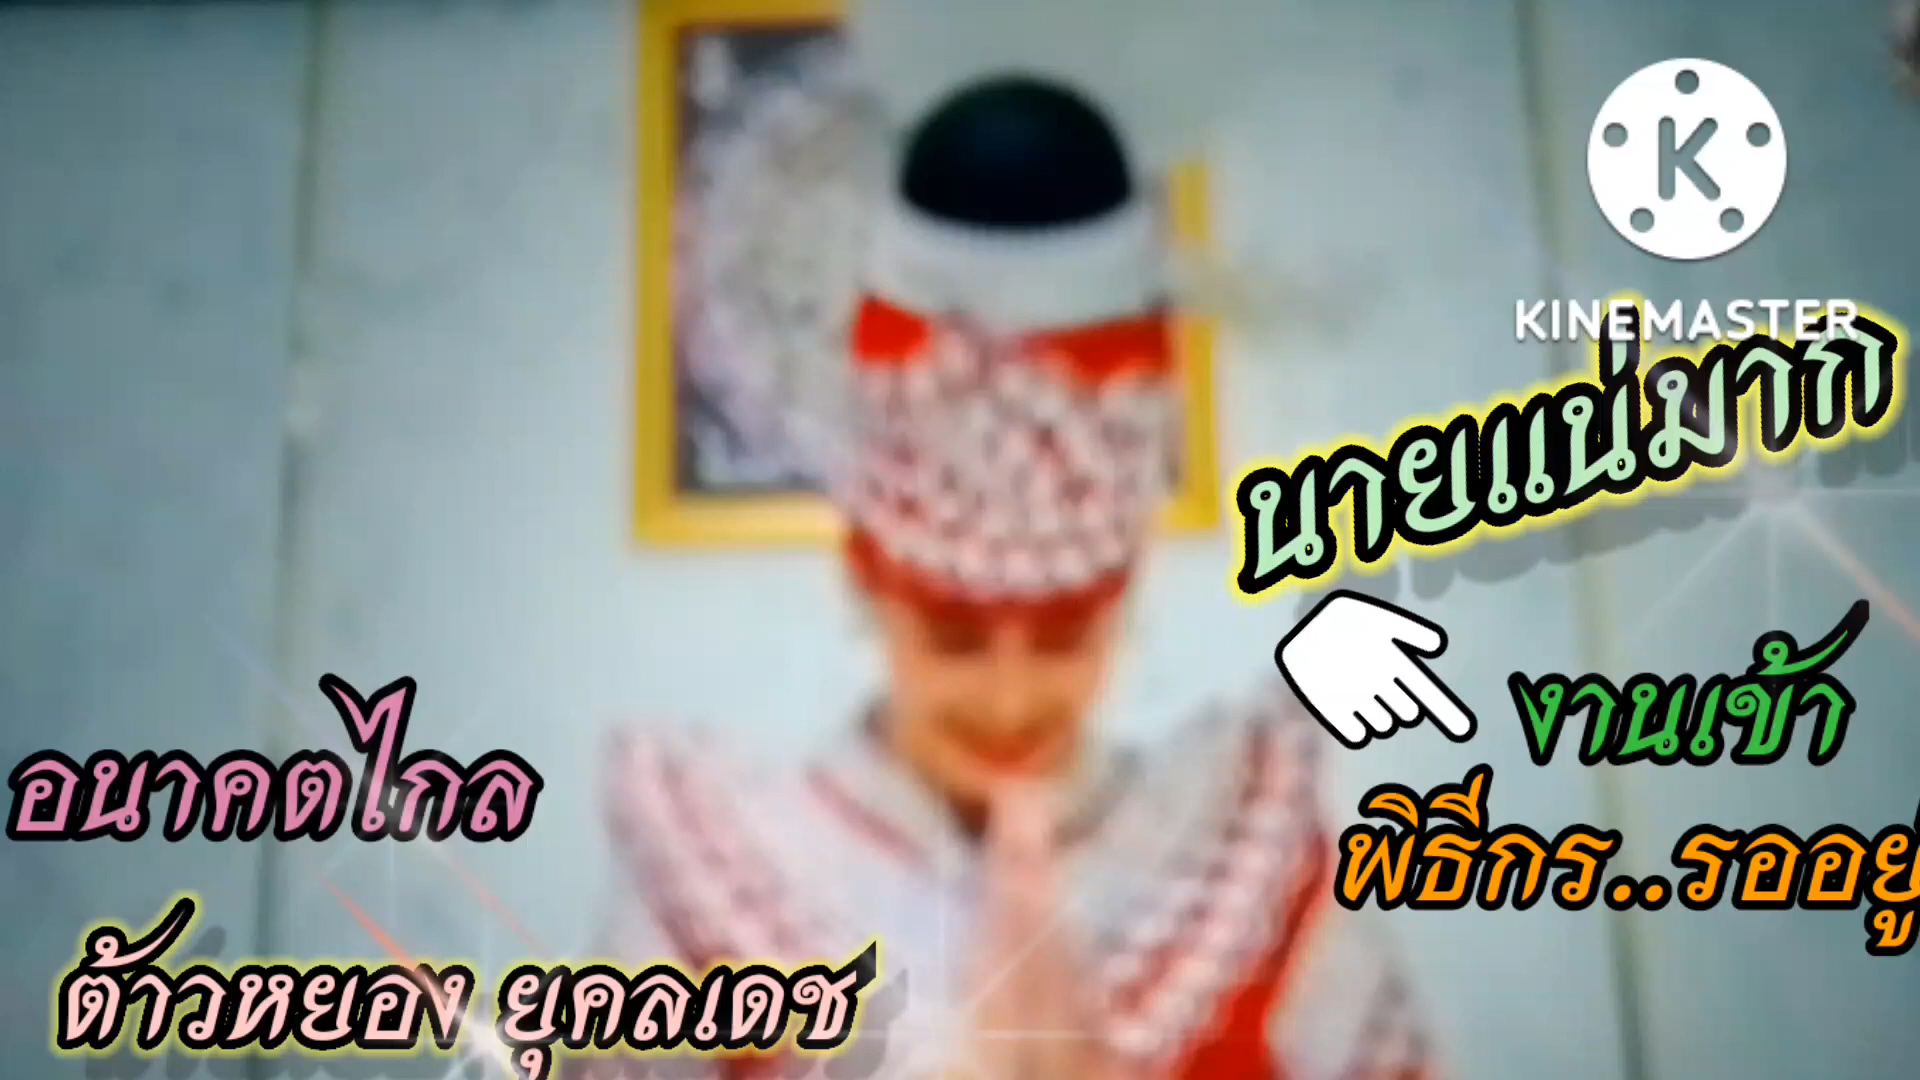 KINEMASTER
นายแน่มาก
งานเข้า
พิธีกร..รออยู่
อนาคตไกล
ต้าวหยอง ยุคลเดช